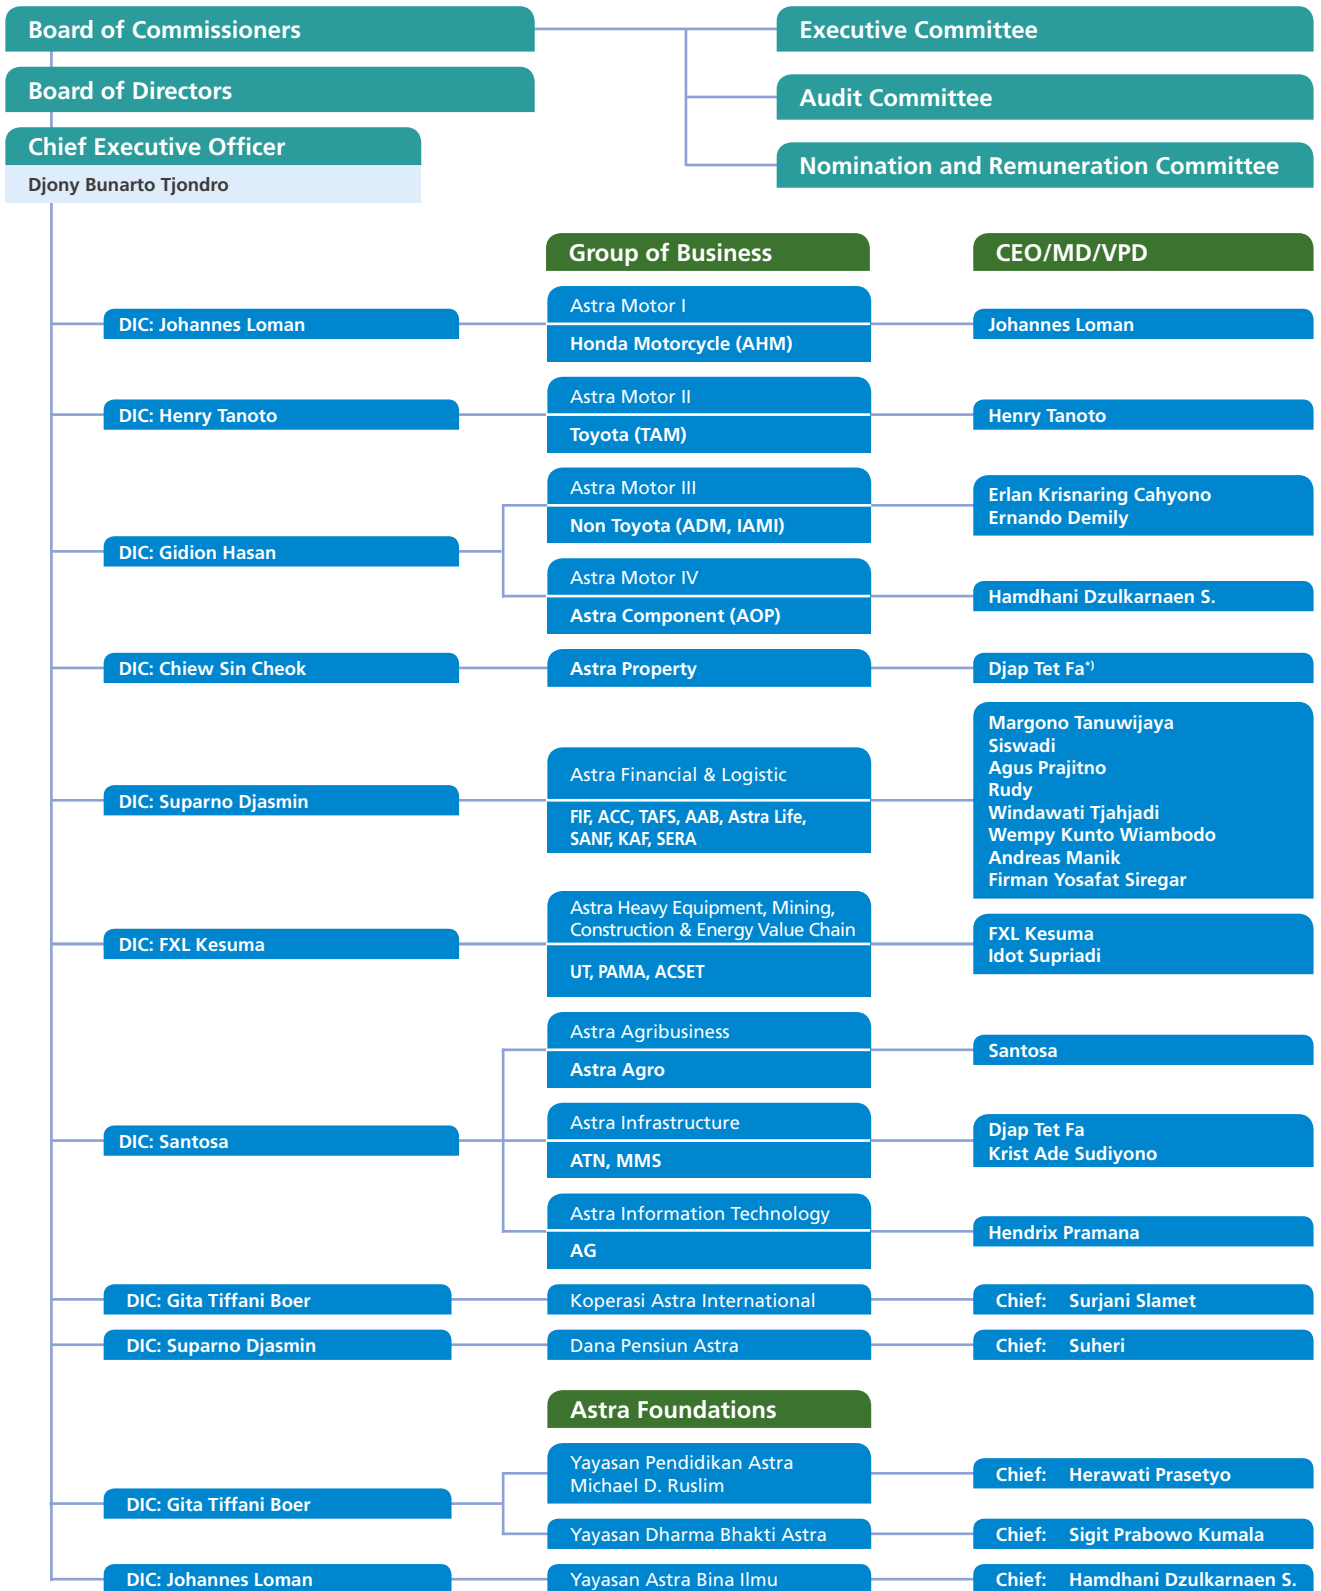 Board of Commissioners
Executive Committee
Board of Directors
Audit Committee
Chief Executive Officer
Djony Bunarto Tjondro
Nomination and Remuneration Committee
Group of Business
CEO/MD/VPD
DIC: Johannes Loman
Astra Motor I
Honda Motorcycle (AHM)
Johannes Loman
DIC: Henry Tanoto
Astra Motor II
Toyota (TAM)
Henry Tanoto
DIC: Gidion Hasan
Astra Motor III
Non Toyota (ADM, IAMI)
Erlan Krisnaring Cahyono
Ernando Demily
Astra Motor IV
Astra Component (AOP)
Hamdhani Dzulkarnaen S.
DIC: Chiew Sin Cheok
Astra Property
Djap Tet Fa*)
DIC: Suparno Djasmin
Astra Financial & Logistic
FIF, ACC, TAFS, AAB, Astra Life,
SANF, KAF, SERA
Margono Tanuwijaya
Siswadi
Agus Prajitno
Rudy
Windawati Tjahjadi
Wempy Kunto Wiambodo
Andreas Manik
Firman Yosafat Siregar
DIC: FXL Kesuma
Astra Heavy Equipment, Mining,
Construction & Energy Value Chain
UT, PAMA, ACSET
FXL Kesuma
Idot Supriadi
DIC: Santosa
Astra Agribusiness
Astra Agro
Santosa
Astra Infrastructure
ATN, MMS
Djap Tet Fa
Krist Ade Sudiyono
Astra Information Technology
AG
Hendrix Pramana
DIC: Gita Tiffani Boer
Koperasi Astra International
Chief: Surjani Slamet
DIC: Suparno Djasmin
Dana Pensiun Astra
Chief: Suheri
Astra Foundations
DIC: Gita Tiffani Boer
Yayasan Pendidikan Astra
Michael D. Ruslim
Chief: Herawati Prasetyo
Yayasan Dharma Bhakti Astra
Chief: Sigit Prabowo Kumala
DIC: Johannes Loman
Yayasan Astra Bina Ilmu
Chief: Hamdhani Dzulkarnaen S.